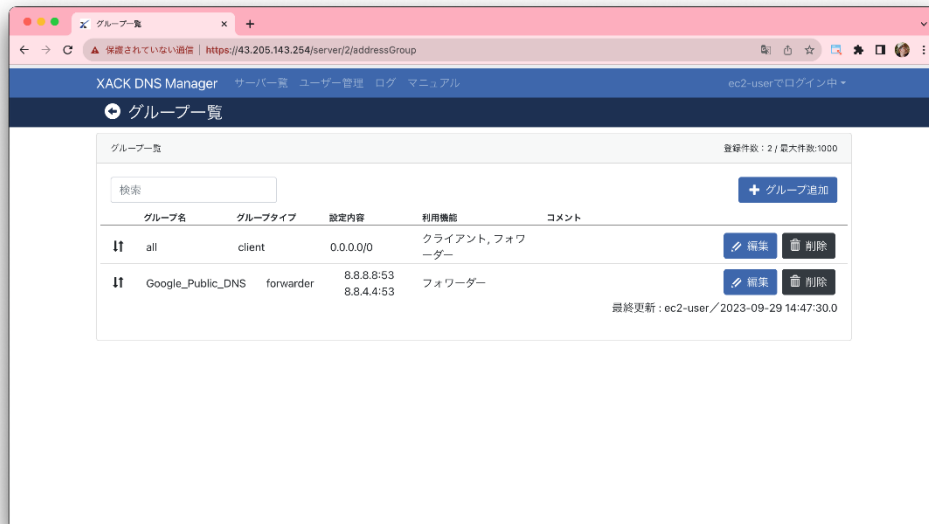 グループ一覧
保護されていない通信 | https://43.205.143.254/server/2/addressGroup
XACK DNS Manager サーバー覧 ユーザー管理 ログ マニュアル ec2-userでログイン中
グループ一覧
グループ一覧 登録件数：2 / 最大件数:1000
検索 グループ追加
グループ名 グループタイプ 設定内容 利用機能 コメント
all client 0.0.0.0/0 クライアント, フォワ
ーダー 編集 削除
Google_Public_DNS forwarder 8.8.8.8:53 フォワーダー 編集 削除
8.8.4.4:53
最終更新 : ec2-user／2023-09-29 14:47:30.0